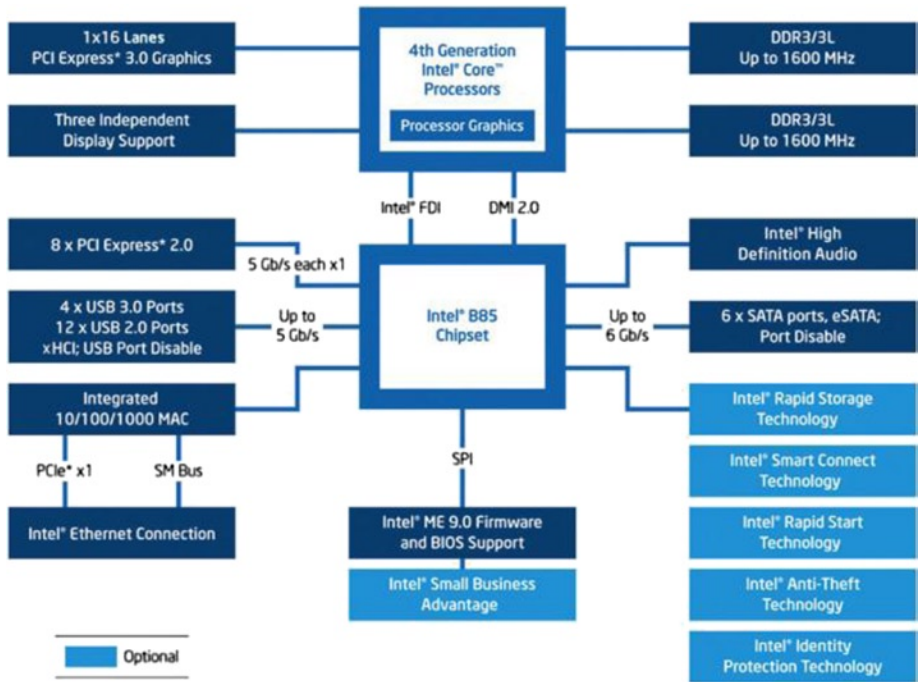 1x16 Lanes
PCI Express* 3.0 Graphics
4th Generation
Intel® Core™
Processors
Processor Graphics
DDR3/3L
Up to 1600 MHz
Three Independent
Display Support
DDR3/3L
Up to 1600 MHz
Intel® FDI
DMI 2.0
8 x PCI Express* 2.0
5 Gb/s each x1
Intel® High
Definition Audio
4 x USB 3.0 Ports
12 x USB 2.0 Ports
xHCI; USB Port Disable
Up to
5 Gb/s
Intel® B85
Chipset
Up to
6 Gb/s
6 x SATA ports, eSATA;
Port Disable
Integrated
10/100/1000 MAC
Intel® Rapid Storage
Technology
PCIe* x1
SM Bus
SPI
Intel® Smart Connect
Technology
Intel® Ethernet Connection
Intel® ME 9.0 Firmware
and BIOS Support
Intel® Rapid Start
Technology
Intel® Small Business
Advantage
Intel® Anti-Theft
Technology
Optional
Intel® Identity
Protection Technology